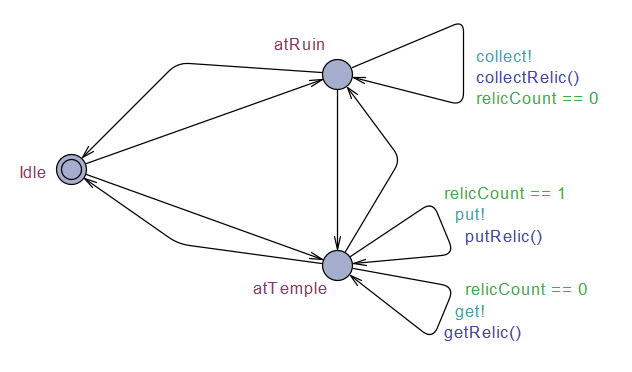 atRuin
collect!
collectRelic()
relicCount == 0
Idle
relicCount == 1
put!
putRelic()
atTemple
relicCount == 0
get!
getRelic()